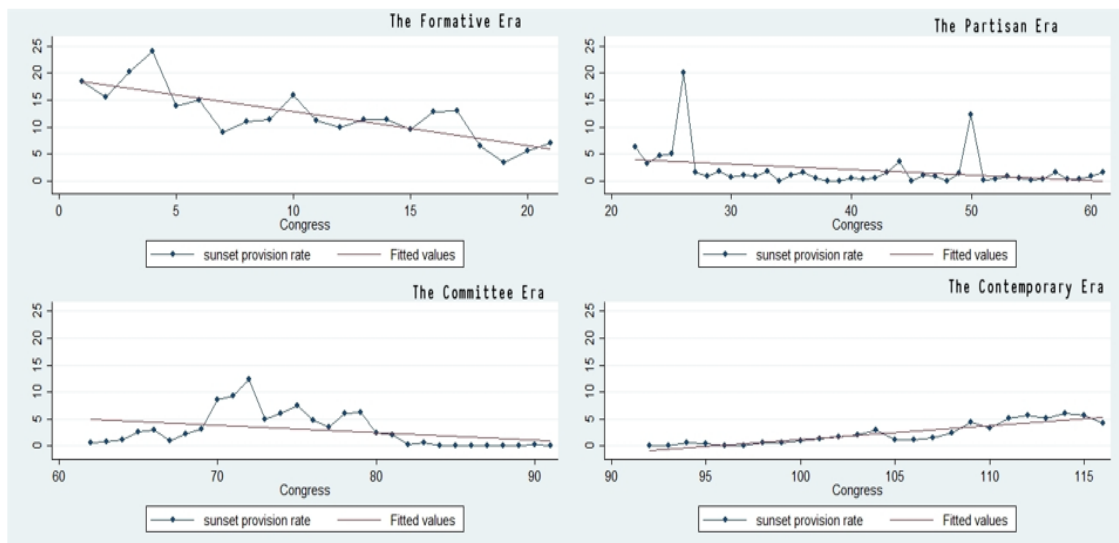 The Formative Era
25
20
15
10
5
0
0 5 10 15 20
Congress
sunset provision rate Fitted values
The Partisan Era
25
20
15
10
5
0
20 30 40 50 60
Congress
sunset provision rate Fitted values
The Committee Era
25
20
15
10
5
0
60 70 80 90
Congress
sunset provision rate Fitted values
The Contemporary Era
25
20
15
10
5
0
90 95 100 105 110 115
Congress
sunset provision rate Fitted values